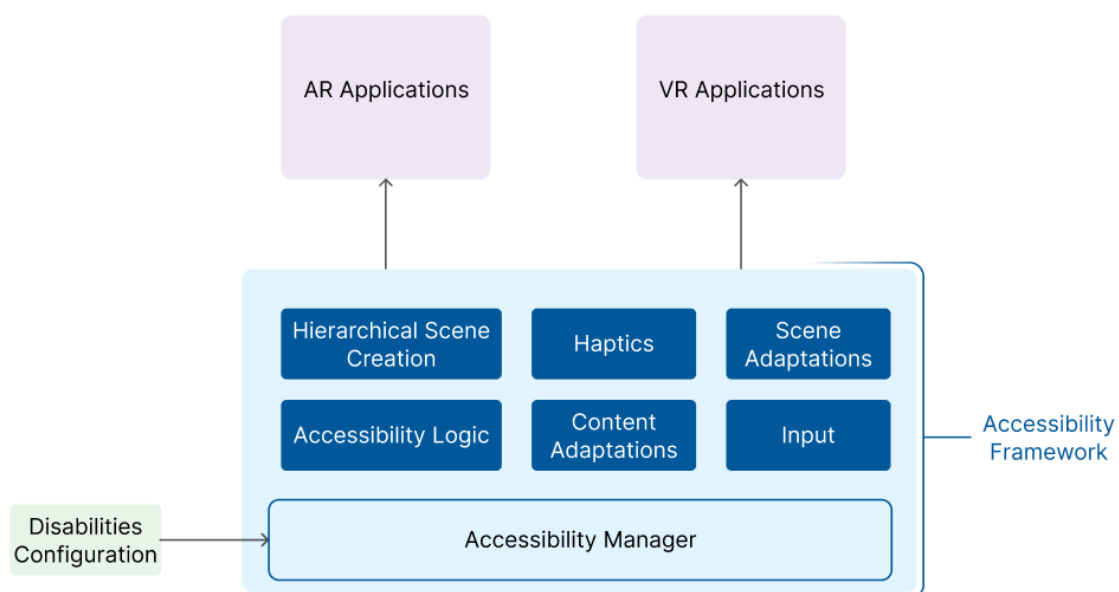 AR Applications
VR Applications
Hierarchical Scene
Creation
Haptics
Scene
Adaptations
Accessibility Logic
Content
Adaptations
Input
Accessibility
Framework
Disabilities
Configuration
Accessibility Manager